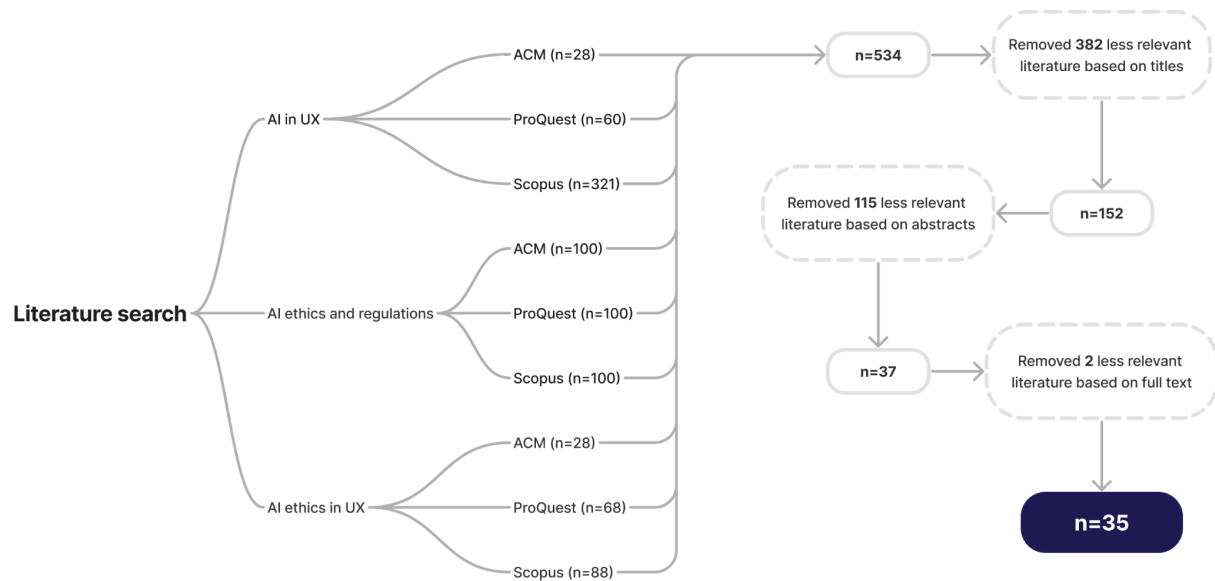 Literature search
AI in UX
ACM (n=28)
ProQuest (n=60)
Scopus (n=321)
AI ethics and regulations
ACM (n=100)
ProQuest (n=100)
Scopus (n=100)
AI ethics in UX
ACM (n=28)
ProQuest (n=68)
Scopus (n=88)
n=534
Removed 382 less relevant
literature based on titles
n=152
Removed 115 less relevant
literature based on abstracts
n=37
Removed 2 less relevant
literature based on full text
n=35